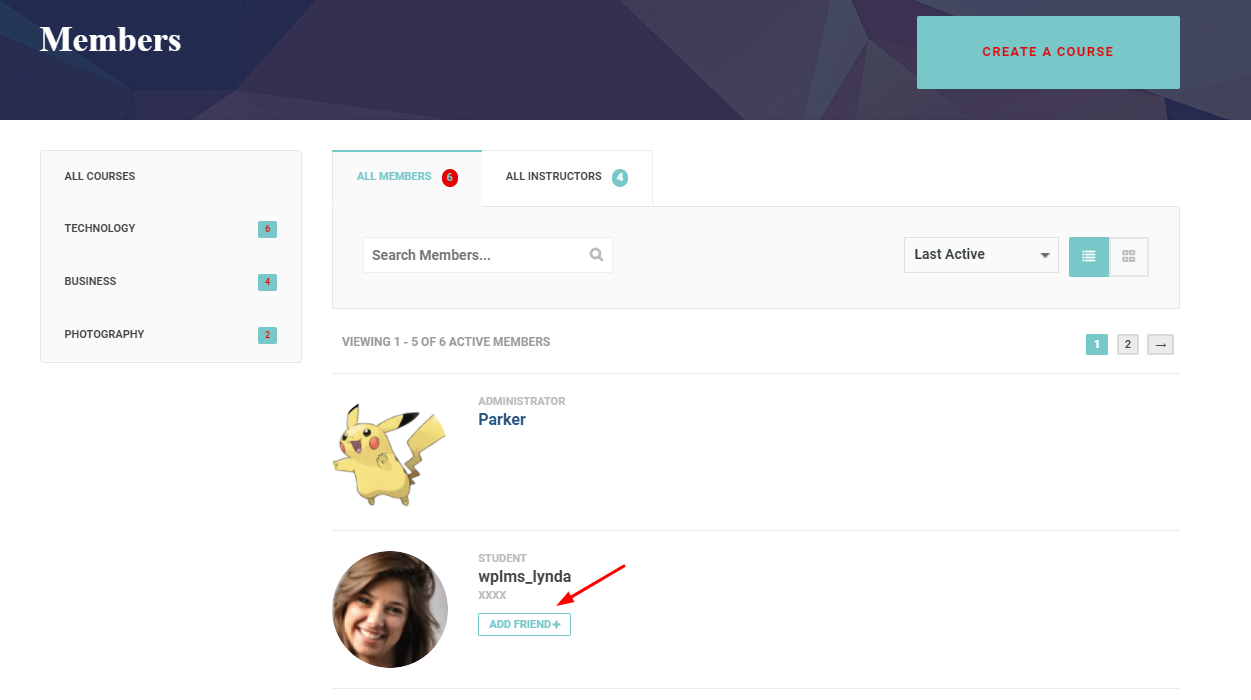 Members
CREATE A COURSE
ALL COURSES
TECHNOLOGY 6
BUSINESS 4
PHOTOGRAPHY 2
ALL MEMBERS 6 ALL INSTRUCTORS 4
Search Members... Last Active
VIEWING 1 - 5 OF 6 ACTIVE MEMBERS 1 2 →
ADMINISTRATOR
Parker
STUDENT
wplms_lynda
XXXX
ADD FRIEND+